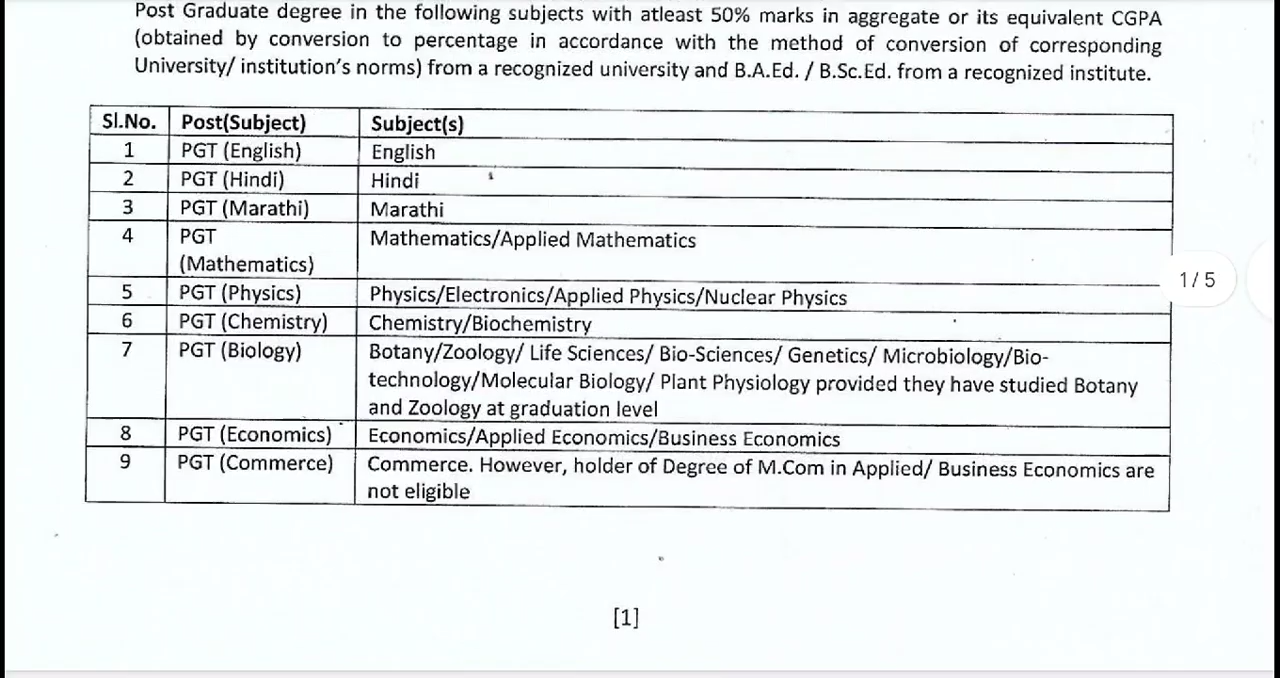 Post Graduate degree in the following subjects with atleast 50% marks in aggregate or its equivalent CGPA
(obtained by conversion to percentage in accordance with the method of conversion of corresponding
University/ institution's norms) from a recognized university and B.A.Ed. / B.Sc.Ed. from a recognized institute.
Sl.No. Post(Subject) Subject(s)
1 PGT (English) English
2 PGT (Hindi) Hindi
3 PGT (Marathi) Marathi
4 PGT Mathematics/Applied Mathematics
(Mathematics)
1/5
5 PGT (Physics) Physics/Electronics/Applied Physics/Nuclear Physics
6 PGT (Chemistry) Chemistry/Biochemistry
7 PGT (Biology) Botany/Zoology/ Life Sciences/ Bio-Sciences/ Genetics/ Microbiology/Bio-
technology/Molecular Biology/ Plant Physiology provided they have studied Botany
and Zoology at graduation level
8 PGT (Economics) Economics/Applied Economics/Business Economics
9 PGT (Commerce) Commerce. However, holder of Degree of M.Com in Applied/ Business Economics are
not eligible
[1]